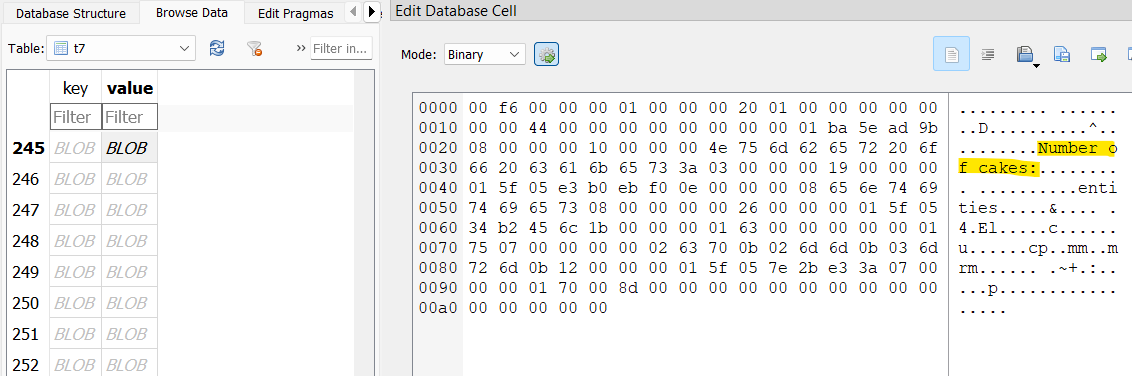 Database Structure Browse Data Edit Pragmas
Table: t7 Filter in...
key value
Filter Filter
245 BLOB BLOB
246 BLOB BLOB
247 BLOB BLOB
248 BLOB BLOB
249 BLOB BLOB
250 BLOB BLOB
251 BLOB BLOB
252 BLOB BLOB
Edit Database Cell
Mode: Binary
0000 00 f6 00 00 00 01 00 00 00 20 01 00 00 00 00 00 ......... ......
0010 00 00 44 00 00 00 00 00 00 00 00 01 ba 5e ad 9b ..D..........^..
0020 08 00 00 00 10 00 00 00 4e 75 6d 62 65 72 20 6f ........Number o
0030 66 20 63 61 6b 65 73 3a 03 00 00 00 19 00 00 00 f cakes:........
0040 01 5f 05 e3 b0 eb f0 0e 00 00 00 08 65 6e 74 69 . ..........enti
0050 74 69 65 73 08 00 00 00 00 26 00 00 00 01 5f 05 ties.....&.... .
0060 34 b2 45 6c 1b 00 00 00 01 63 00 00 00 00 00 01 4.El.....c......
0070 75 07 00 00 00 00 02 63 70 0b 02 6d 6d 0b 03 6d u......cp..mm..m
0080 72 6d 0b 12 00 00 00 01 5f 05 7e 2b e3 3a 07 00 rm...... .~+.:..
0090 00 00 01 70 00 8d 00 00 00 00 00 00 00 00 00 00 ...p............
00a0 00 00 00 00 00 .....